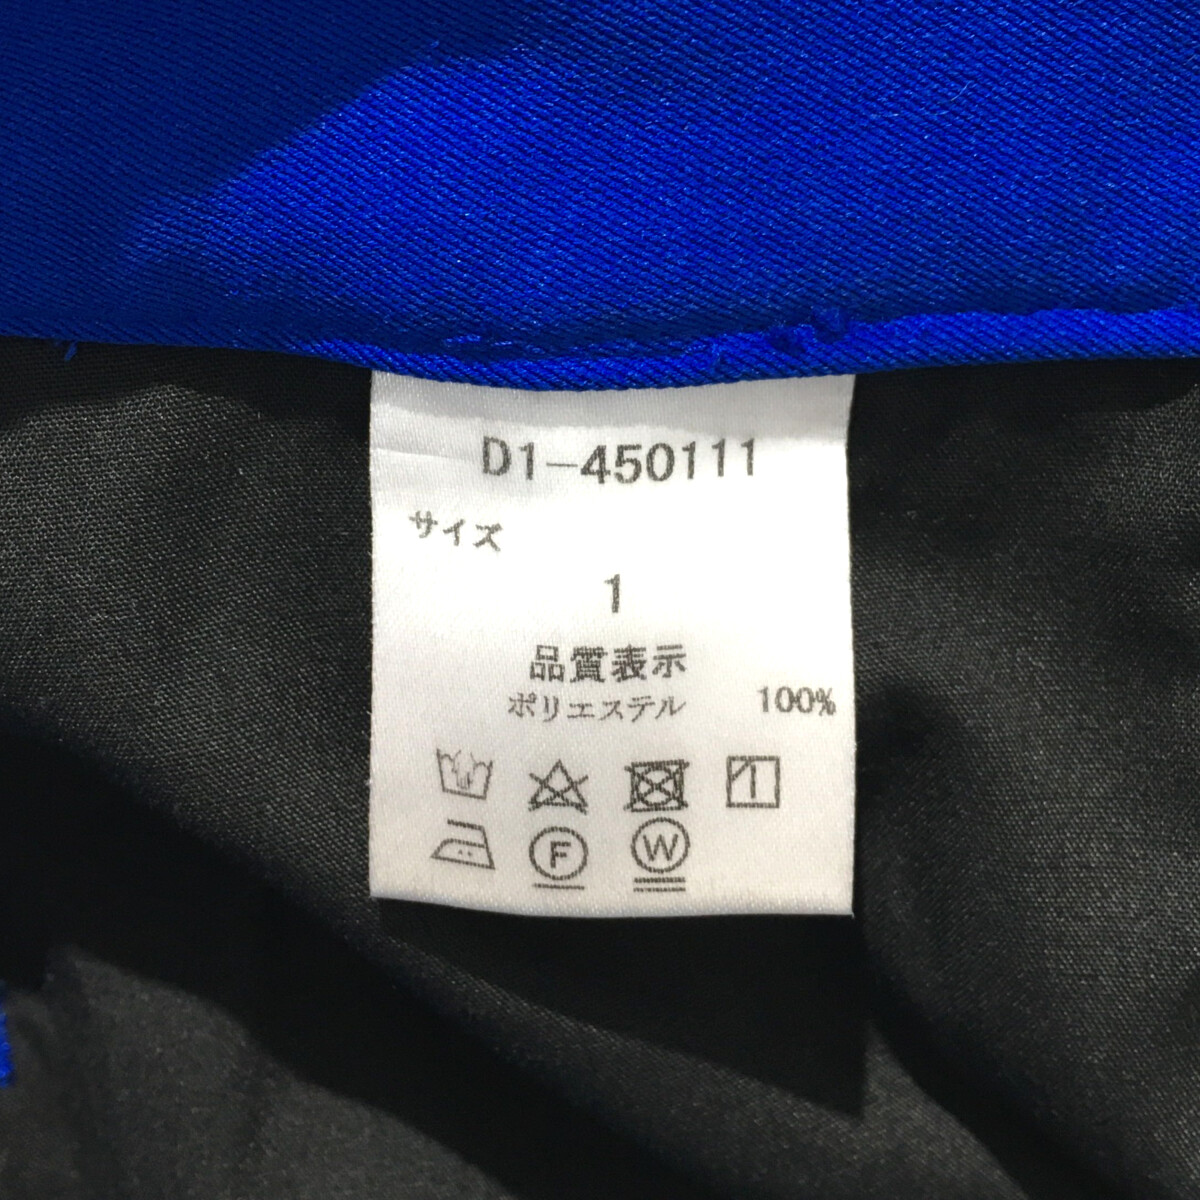 D1-450111
サイズ
1
品質表示
ポリエステル 100%
F W